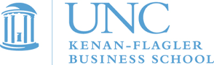 UNC
KENAN-FLAGLER
BUSINESS SCHOOL